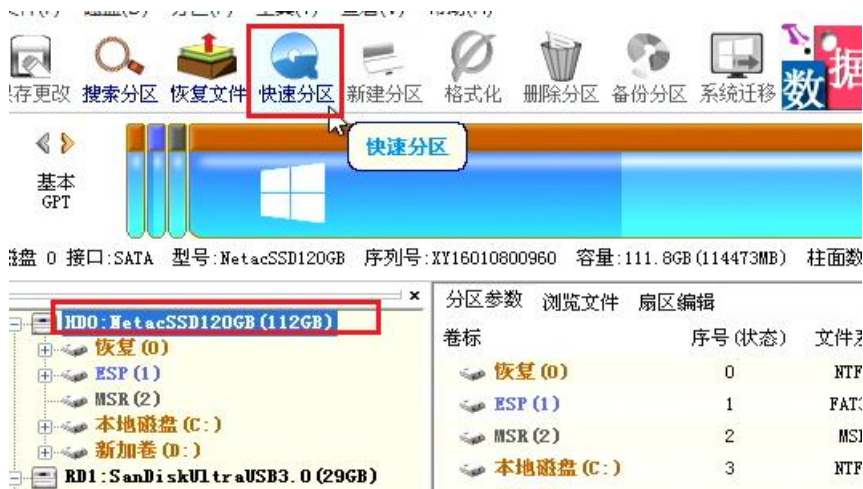 存更改 搜索分区 恢复文件 快速分区 新建分区 格式化 删除分区 备份分区 系统迁移 数 据
快速分区
基本
GPT
磁盘 0 接口:SATA 型号:NetacSSD120GB 序列号:XY16010800960 容量:111.8GB(114473MB) 柱面数
HD0:NetacSSD120GB(112GB)
恢复(0)
ESP(1)
MSR(2)
本地磁盘(C:)
新加卷(D:)
RD1:SanDiskUltraUSB3.0(29GB)
分区参数 浏览文件 扇区编辑
卷标 序号(状态) 文件
恢复(0) 0 NTF
ESP(1) 1 FAT3
MSR(2) 2 MS
本地磁盘(C:) 3 NTF